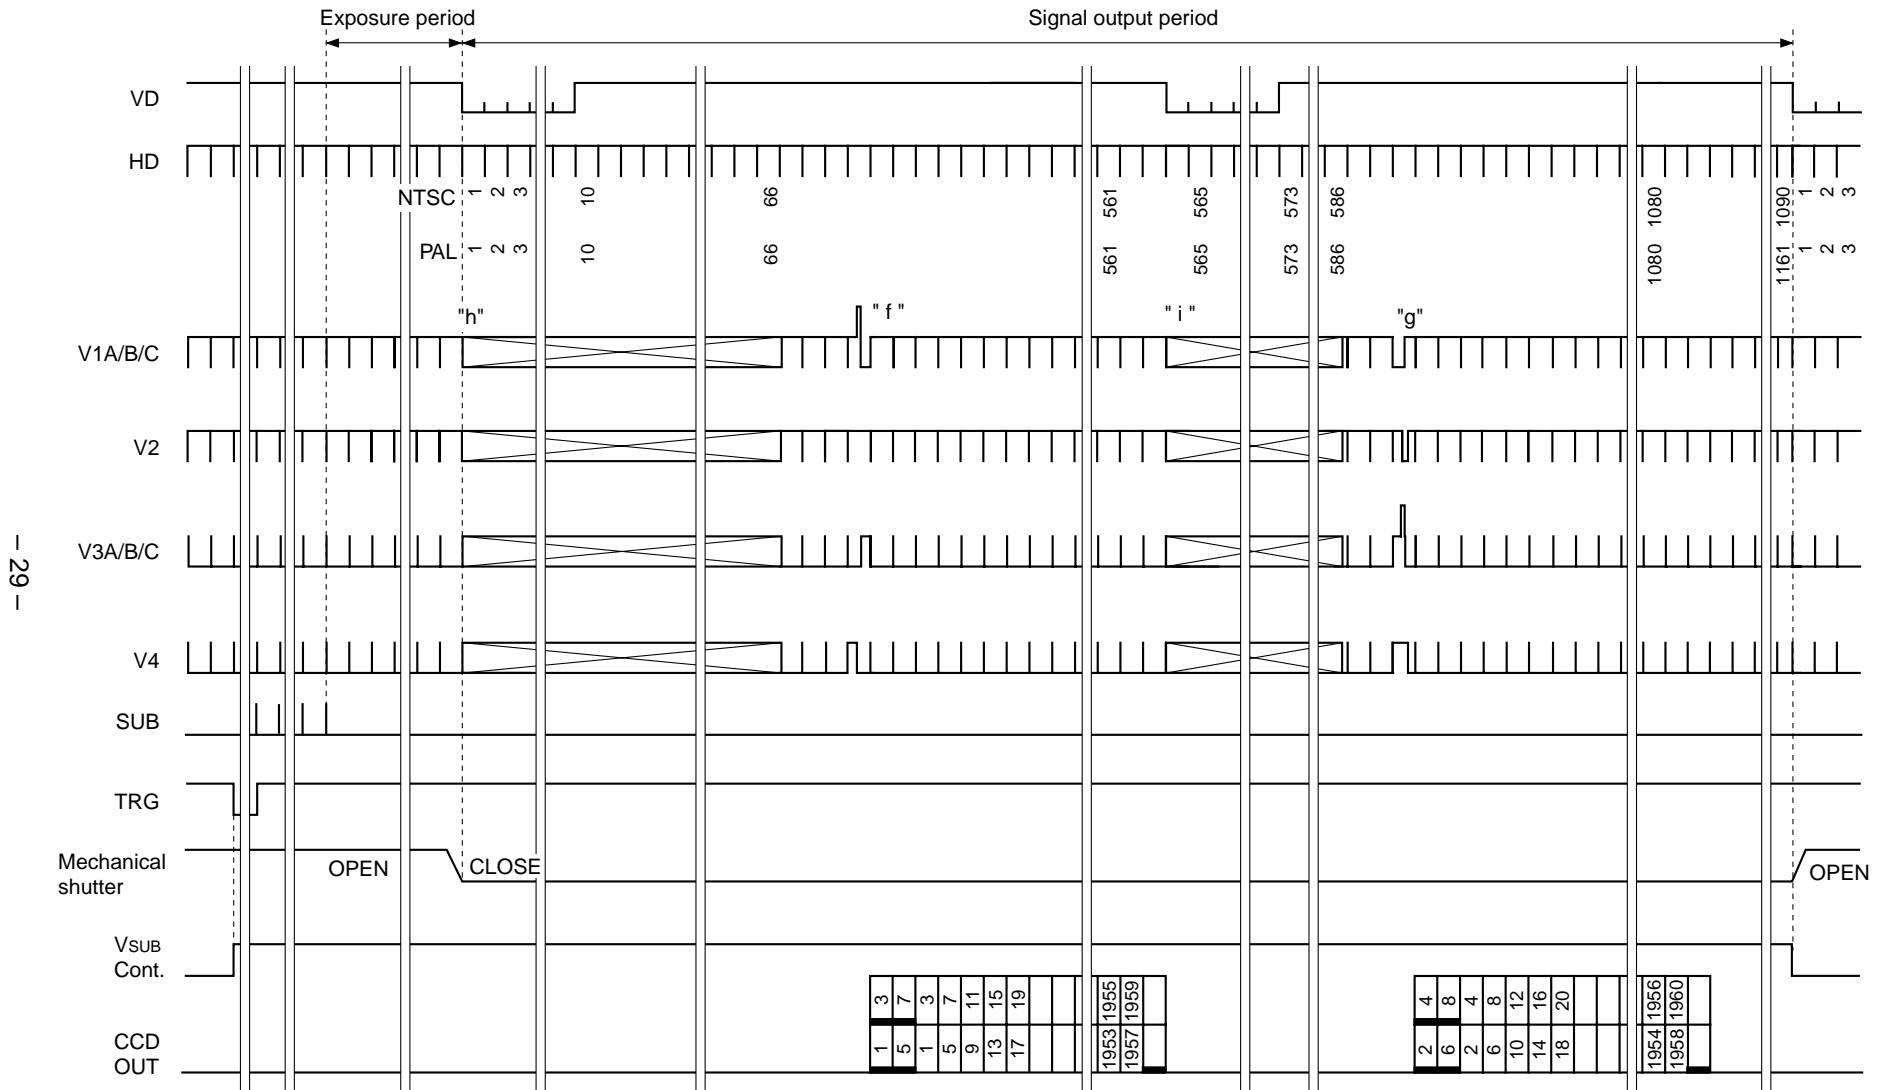 Exposure period
Signal output period
VD
HD
NTSC 1 2 3 10 66 561 565 573 586 1080 1090 1 2 3
PAL 1 2 3 10 66 561 565 573 586 1080 1161 1 2 3
"h" " f " " i " "g"
V1A/B/C
V2
V3A/B/C
– 29 –
V4
SUB
TRG
Mechanical
shutter
OPEN CLOSE OPEN
VSUB
Cont.
3 7 3 7 11 15 19 1955 1959 4 8 4 8 12 16 20 1956 1960
CCD
OUT
1 5 1 5 9 13 17 1953 1957 2 6 2 6 10 14 18 1954 1958